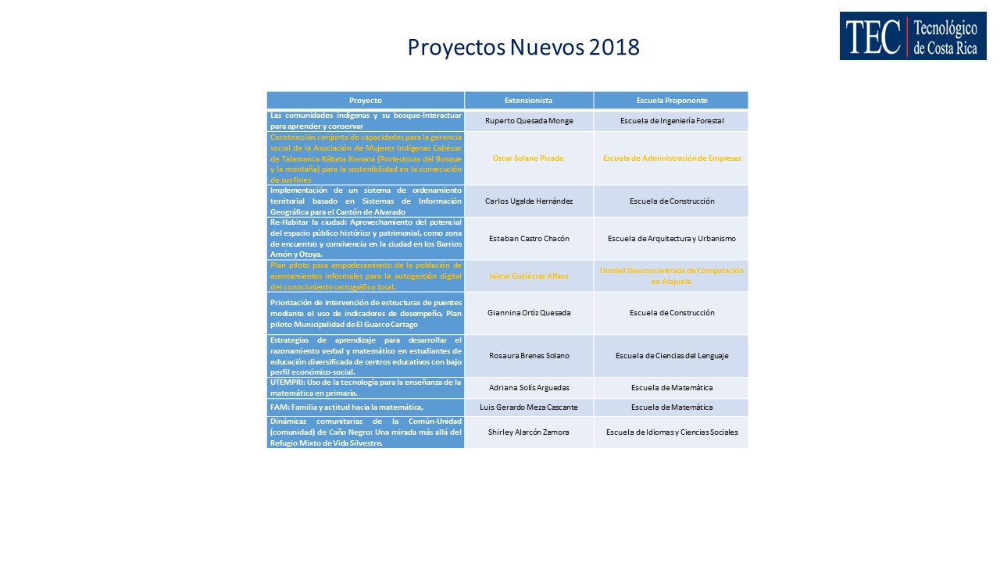 Proyectos Nuevos 2018
TEC
Tecnológico
de Costa Rica
Proyecto
Extensionista
Escuela Proponente
Las comunidades indígenas y su bosque-Interactuar
para aprender y conservar
Ruperto Quesada Monge
Escuela de Ingeniería Forestal
Construcción conjunta de capacidades para la gerencia
social de la Asociación de Mujeres Indígenas Cabécar
de Talamanca Kábata Konana (Protectoras del Bosque
y la montaña) para la sostenibilidad en la consecución
de sus fines
Oscar Solano Picado
Escuela de Administración de Empresas
Implementación de un sistema de ordenamiento
territorial basado en Sistemas de Información
Geográfica para el Cantón de Alvarado
Carlos Ugalde Hernández
Escuela de Construcción
Re-Habitar la ciudad: Aprovechamiento del potencial
del espacio público histórico y patrimonial, como zona
de encuentro y convivencia en la ciudad en los Barrios
Amón y Otoya.
Esteban Castro Chacón
Escuela de Arquitectura y Urbanismo
Plan piloto para empoderamiento de la población de
asentamientos informales para la autogestión digital
del conocimiento cartográfico local.
Jaime Gutiérrez Alfaro
Unidad Desconcentrada de Computación
en Alajuela
Priorización de intervención de estructuras de puentes
mediante el uso de indicadores de desempeño, Plan
piloto Municipalidad de El Guarco Cartago
Giannina Ortíz Quesada
Escuela de Construcción
Estrategias de aprendizaje para desarrollar el
razonamiento verbal y matemático en estudiantes de
educación diversificada de centros educativos con bajo
perfil económico-social.
Rosaura Brenes Solano
Escuela de Ciencias del Lenguaje
UTEMPRI: Uso de la tecnología para la enseñanza de la
matemática en primaria.
Adriana Solís Arguedas
Escuela de Matemática
FAM: Familia y actitud hacia la matemática,
Luis Gerardo Meza Cascante
Escuela de Matemática
Dinámicas comunitarias de la Común-Unidad
(comunidad) de Caño Negro: Una mirada más allá del
Refugio Mixto de Vida Silvestre.
Shirley Alarcón Zamora
Escuela de Idiomas y Ciencias Sociales